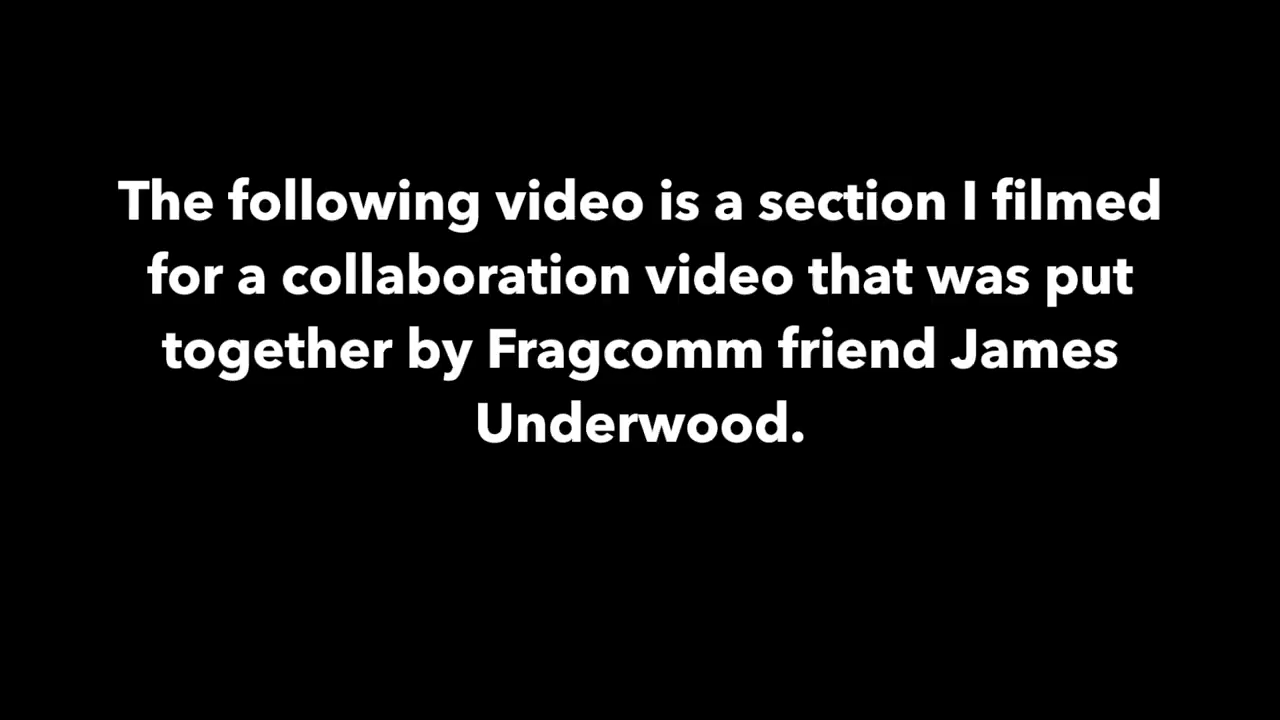 The following video is a section I filmed
for a collaboration video that was put
together by Fragcomm friend James
Underwood.